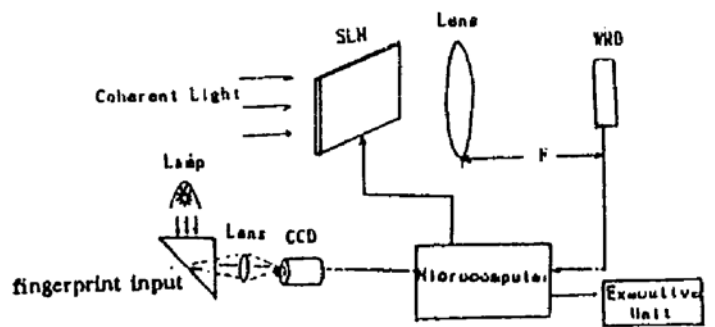 SLM
Lens
WRD
Coherent Light
F
Lamp
Lens
CCD
fingerprint input
Microcomputer
Executive
Unit